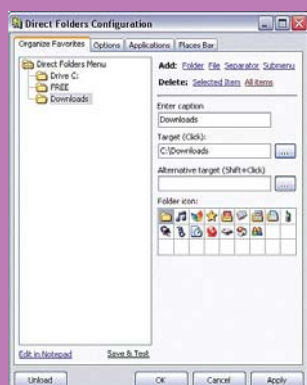 Direct Folders Configuration
Organize Favorites Options Applications Places Bar
Direct Folders Menu
Drive C:
FREE
Downloads
Add: Folder File Separator Submenu
Delete: Selected Item All items
Enter caption
Downloads
Target (Click):
C:\Downloads
...
Alternative target (Shift+Click)
...
Folder icon:
Edit in Notepad Save & Test
Unload OK Cancel Apply